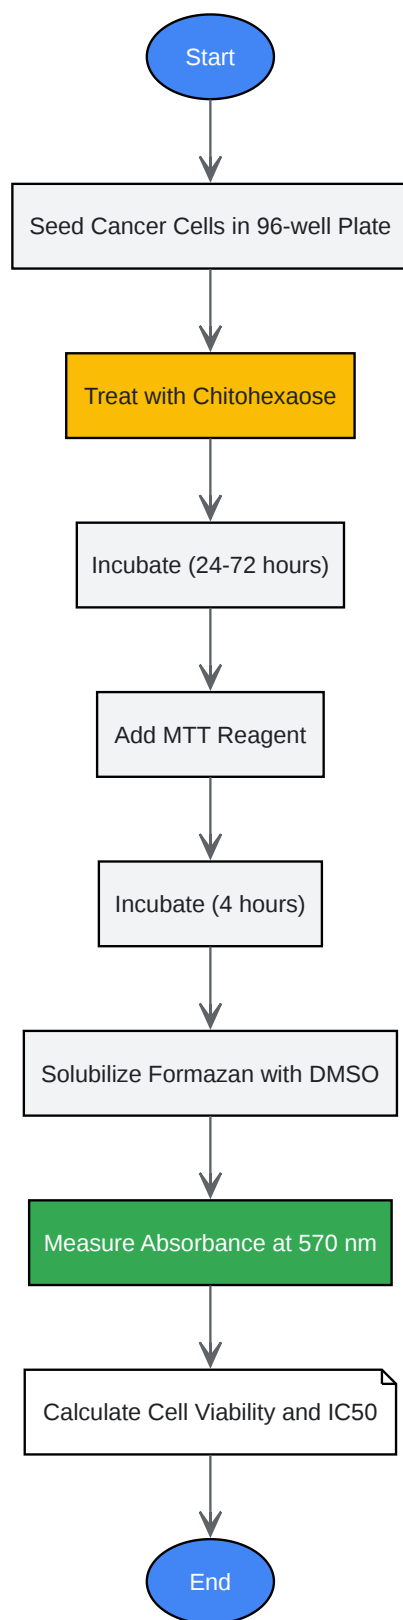 Start
Seed Cancer Cells in 96-well Plate
Treat with Chitohexaose
Incubate (24-72 hours)
Add MTT Reagent
Incubate (4 hours)
Solubilize Formazan with DMSO
Measure Absorbance at 570 nm
Calculate Cell Viability and IC50
End